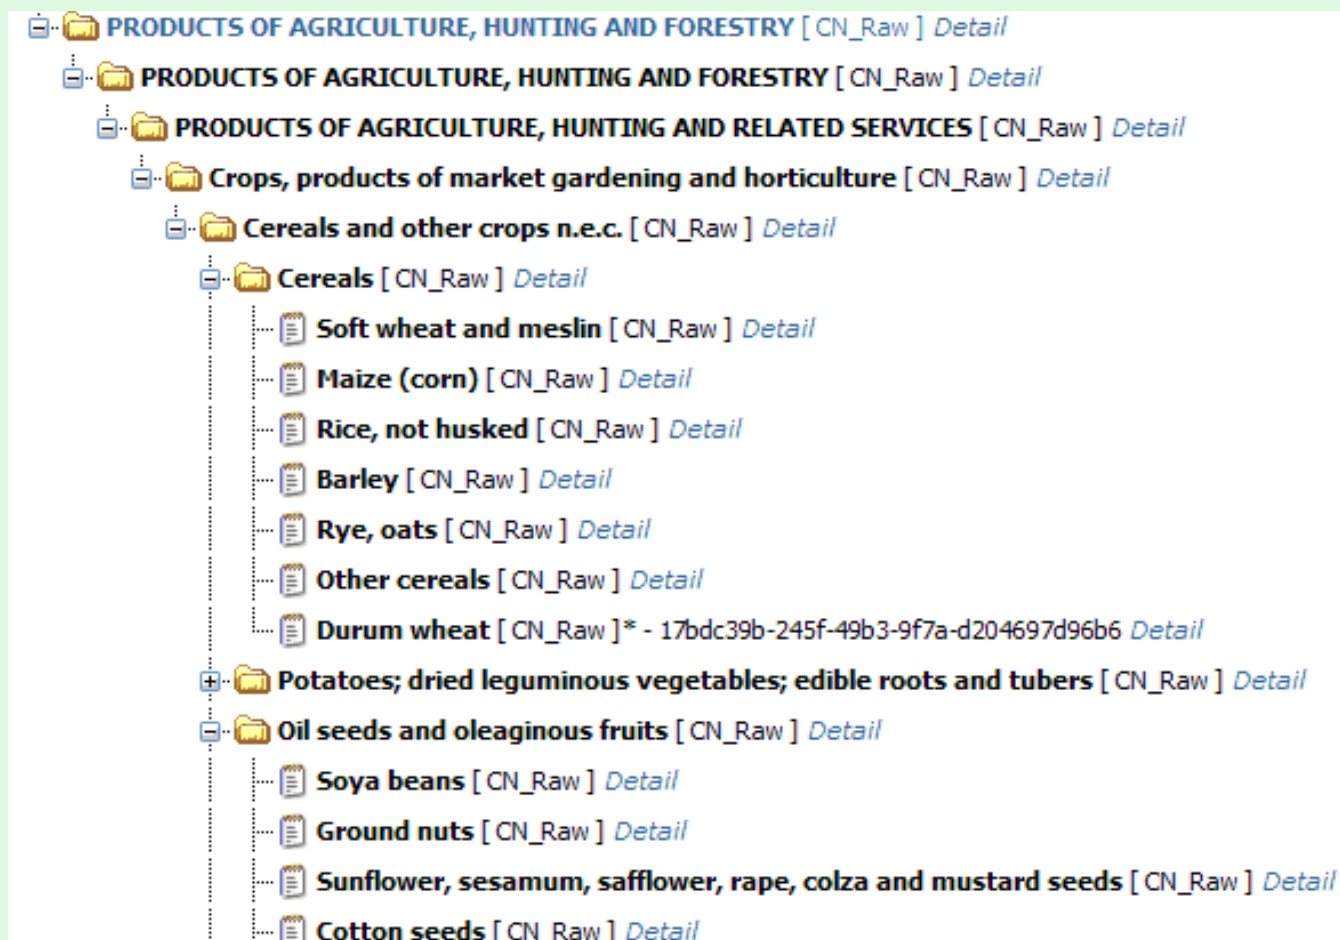 PRODUCTS OF AGRICULTURE, HUNTING AND FORESTRY [ CN_Raw ] Detail
PRODUCTS OF AGRICULTURE, HUNTING AND FORESTRY [ CN_Raw ] Detail
PRODUCTS OF AGRICULTURE, HUNTING AND RELATED SERVICES [ CN_Raw ] Detail
Crops, products of market gardening and horticulture [ CN_Raw ] Detail
Cereals and other crops n.e.c. [ CN_Raw ] Detail
Cereals [ CN_Raw ] Detail
Soft wheat and meslin [ CN_Raw ] Detail
Maize (corn) [ CN_Raw ] Detail
Rice, not husked [ CN_Raw ] Detail
Barley [ CN_Raw ] Detail
Rye, oats [ CN_Raw ] Detail
Other cereals [ CN_Raw ] Detail
Durum wheat [ CN_Raw ]* - 17bdc39b-245f-49b3-9f7a-d204697d96b6 Detail
Potatoes; dried leguminous vegetables; edible roots and tubers [ CN_Raw ] Detail
Oil seeds and oleaginous fruits [ CN_Raw ] Detail
Soya beans [ CN_Raw ] Detail
Ground nuts [ CN_Raw ] Detail
Sunflower, sesamum, safflower, rape, colza and mustard seeds [ CN_Raw ] Detail
Cotton seeds [ CN_Raw ] Detail